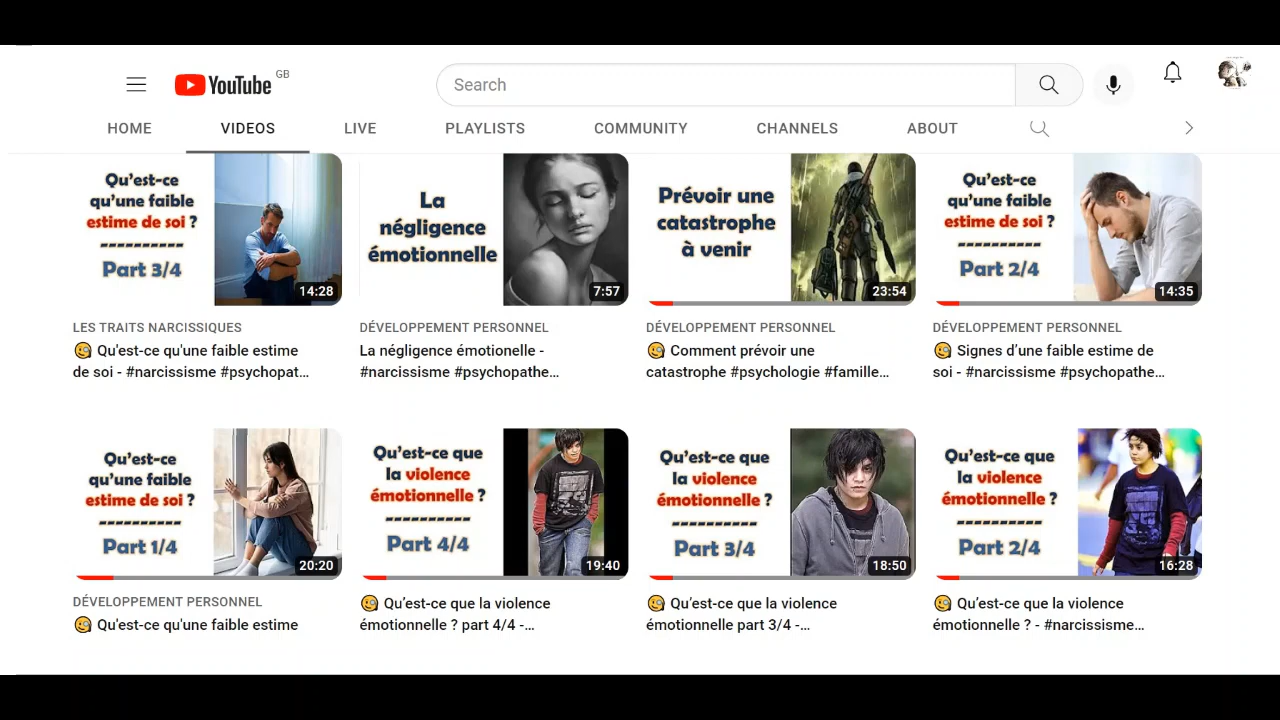 YouTube GB
Search
HOME VIDEOS LIVE PLAYLISTS COMMUNITY CHANNELS ABOUT
Qu'est-ce
qu'une faible
estime de soi ?
----------
Part 3/4
14:28
La
négligence
émotionnelle
7:57
Prévoir une
catastrophe
à venir
23:54
Qu'est-ce
qu'une faible
estime de soi ?
----------
Part 2/4
14:35
LES TRAITS NARCISSIQUES
🧐 Qu'est-ce qu'une faible estime
de soi - #narcissisme #psychopat...
DÉVELOPPEMENT PERSONNEL
La négligence émotionelle -
#narcissisme #psychopathe...
DÉVELOPPEMENT PERSONNEL
🧐 Comment prévoir une
catastrophe #psychologie #famille...
DÉVELOPPEMENT PERSONNEL
🧐 Signes d’une faible estime de
soi - #narcissisme #psychopathe...
Qu'est-ce
qu'une faible
estime de soi ?
----------
Part 1/4
20:20
Qu'est-ce que
la violence
émotionnelle ?
----------
Part 4/4
19:40
Qu'est-ce que
la violence
émotionnelle ?
----------
Part 3/4
18:50
Qu'est-ce que
la violence
émotionnelle ?
----------
Part 2/4
16:28
DÉVELOPPEMENT PERSONNEL
🧐 Qu'est-ce qu'une faible estime
🧐 Qu’est-ce que la violence
émotionnelle ? part 4/4 -...
🧐 Qu’est-ce que la violence
émotionnelle part 3/4 -...
🧐 Qu’est-ce que la violence
émotionnelle ? - #narcissisme...